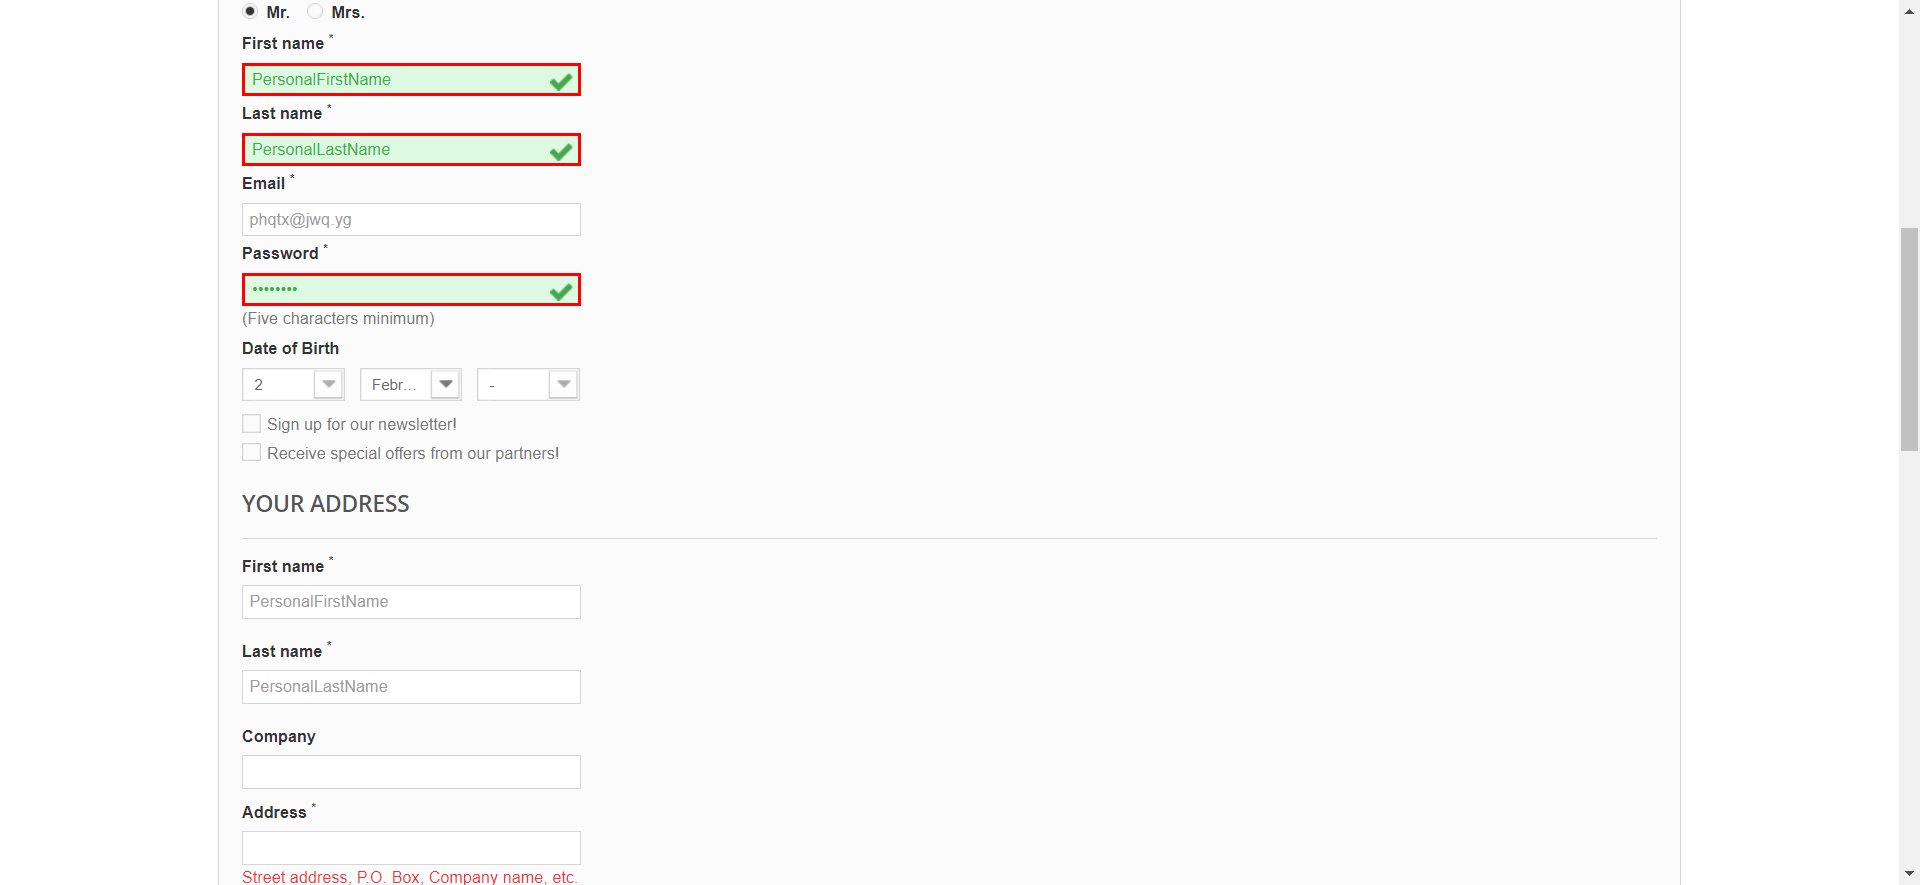 Mr. Mrs.
First name *
PersonalFirstName
Last name *
PersonalLastName
Email *
phqtx@jwq.yg
Password *
••••••••
(Five characters minimum)
Date of Birth
2 Febr... -
Sign up for our newsletter!
Receive special offers from our partners!
YOUR ADDRESS
First name *
PersonalFirstName
Last name *
PersonalLastName
Company
Address *
Street address, P.O. Box, Company name, etc.